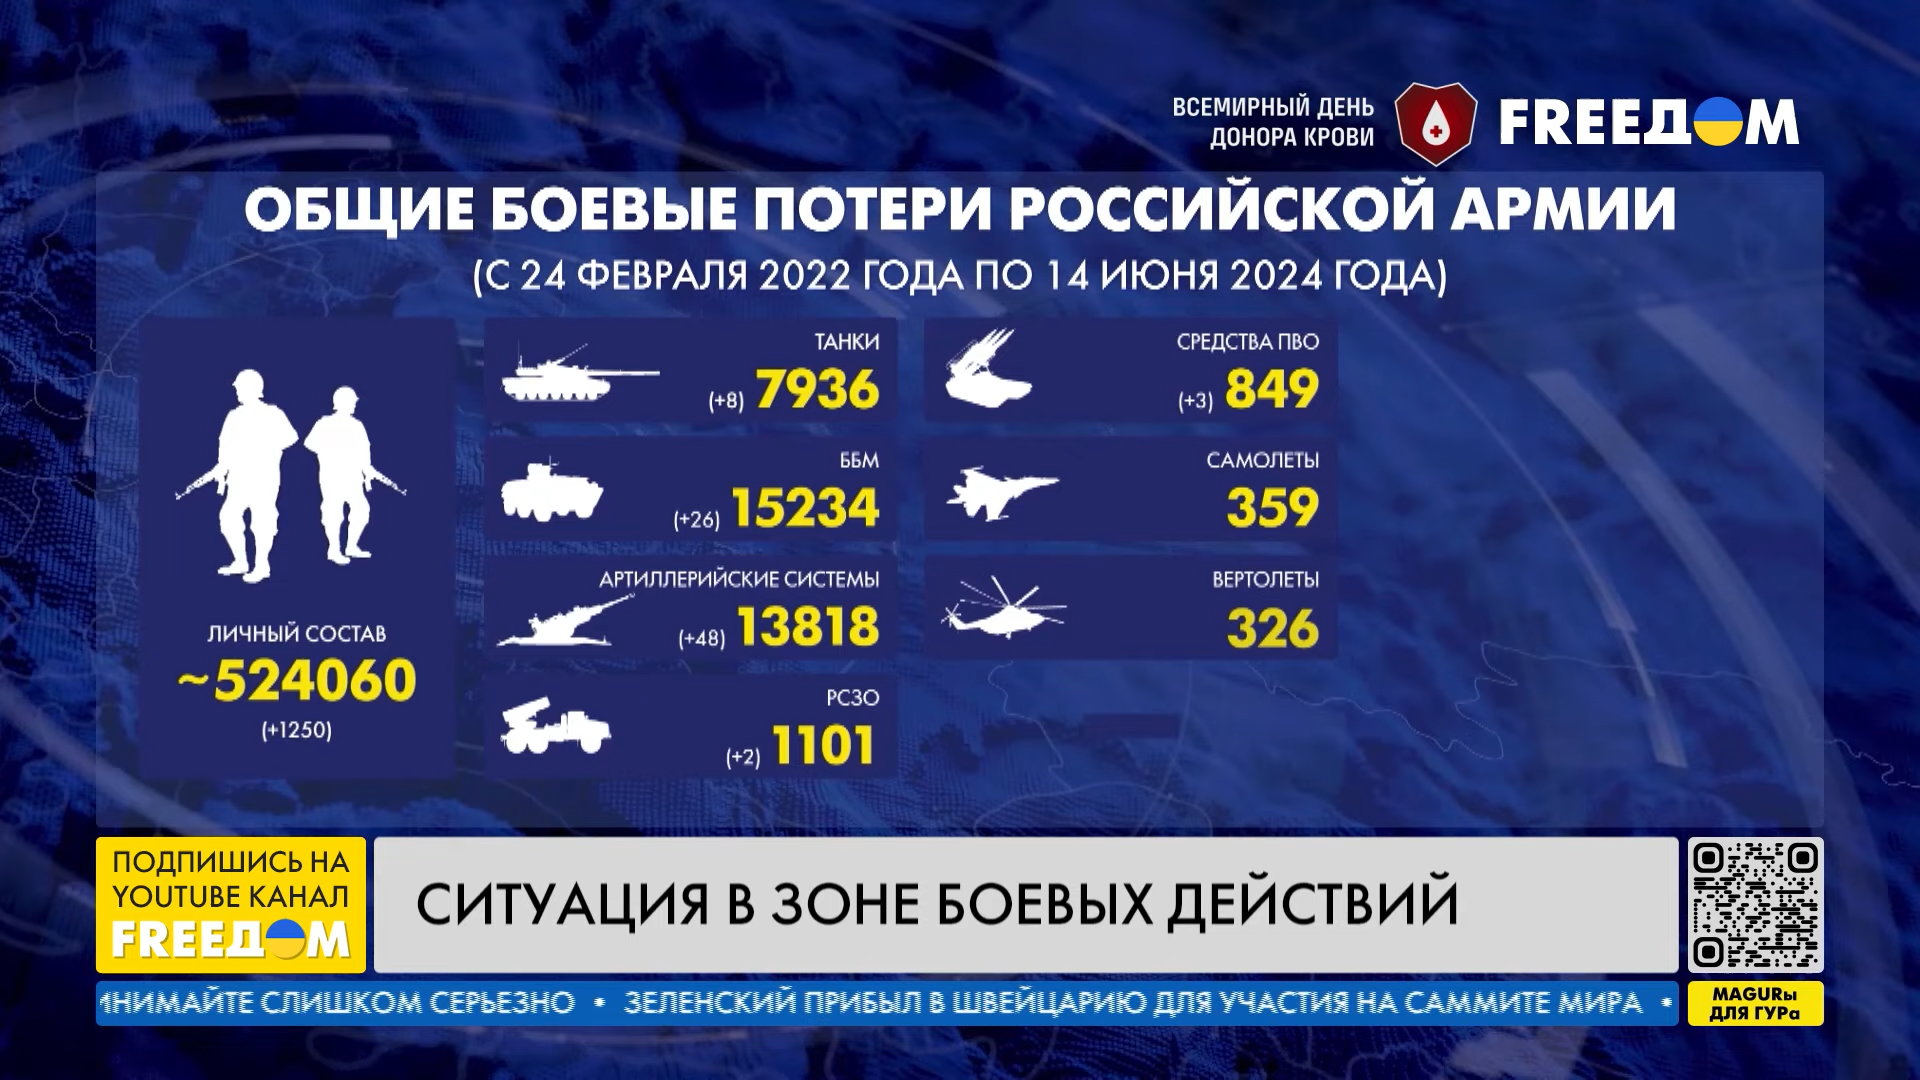 ВСЕМИРНЫЙ ДЕНЬ
ДОНОРА КРОВИ
FREEДOM
ОБЩИЕ БОЕВЫЕ ПОТЕРИ РОССИЙСКОЙ АРМИИ
(С 24 ФЕВРАЛЯ 2022 ГОДА ПО 14 ИЮНЯ 2024 ГОДА)
ЛИЧНЫЙ СОСТАВ
~524060
(+1250)
ТАНКИ
(+8) 7936
ББМ
(+26) 15234
АРТИЛЛЕРИЙСКИЕ СИСТЕМЫ
(+48) 13818
РСЗО
(+2) 1101
СРЕДСТВА ПВО
(+3) 849
САМОЛЕТЫ
359
ВЕРТОЛЕТЫ
326
ПОДПИШИСЬ НА
YOUTUBE КАНАЛ
FREEДOM
СИТУАЦИЯ В ЗОНЕ БОЕВЫХ ДЕЙСТВИЙ
СЛИШКОМ СЕРЬЕЗНО • ЗЕЛЕНСКИЙ ПРИБЫЛ В ШВЕЙЦАРИЮ ДЛЯ УЧАСТИЯ НА САММИТЕ МИРА •
MAGURы
ДЛЯ ГУРа